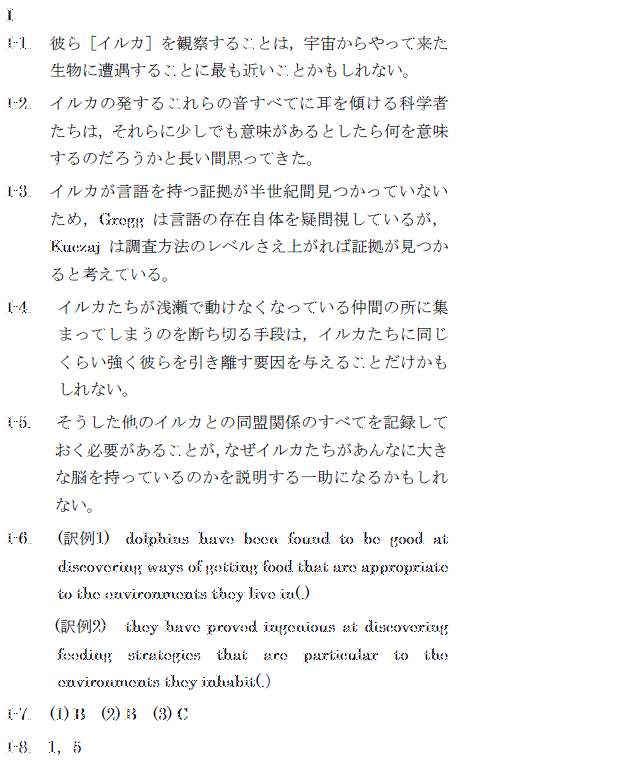 I
I-1. 彼ら［イルカ］を観察することは，宇宙からやって来た
生物に遭遇することに最も近いことかもしれない。
I-2. イルカの発するこれらの音すべてに耳を傾ける科学者
たちは，それらに少しでも意味があるとしたら何を意味
するのだろうかと長い間思ってきた。
I-3. イルカが言語を持つ証拠が半世紀間見つかっていない
ため，Gregg は言語の存在自体を疑問視しているが，
Kuczaj は調査方法のレベルさえ上がれば証拠が見つか
ると考えている。
I-4. イルカたちが浅瀬で動けなくなっている仲間の所に集
まってしまうのを断ち切る手段は，イルカたちに同じ
くらい強く彼らを引き離す要因を与えることだけかも
しれない。
I-5. そうした他のイルカとの同盟関係のすべてを記録して
おく必要があることが，なぜイルカたちがあんなに大き
な脳を持っているのかを説明する一助になるかもしれ
ない。
I-6. (訳例1) dolphins have been found to be good at
discovering ways of getting food that are appropriate
to the environments they live in(.)
(訳例2) they have proved ingenious at discovering
feeding strategies that are particular to the
environments they inhabit(.)
I-7. (1) B (2) B (3) C
I-8. 1，5